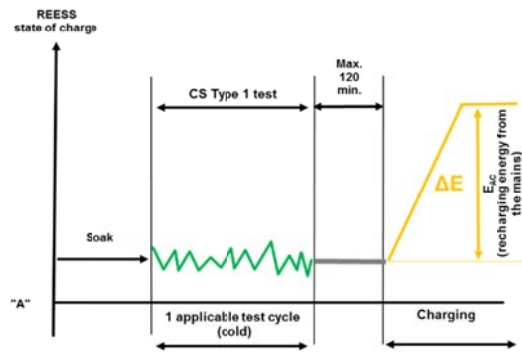 REESS
state of charge
Max.
120
min.
CS Type 1 test
Soak
ΔE
E_AC
(recharging energy from
the mains)
"A"
1 applicable test cycle
(cold)
Charging